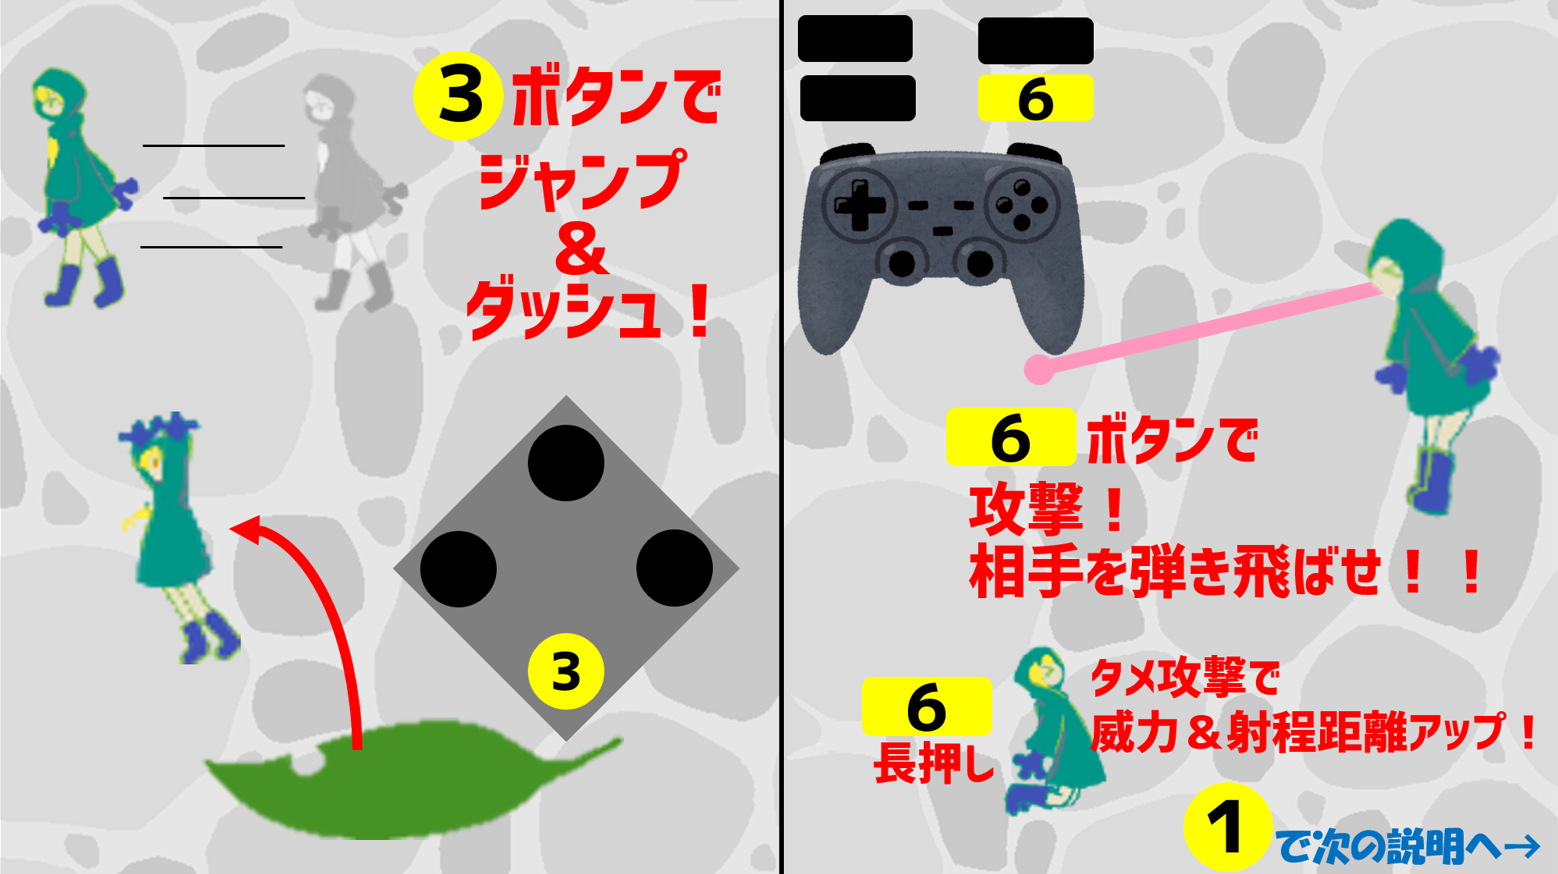 3 ボタンで
ジャンプ
&
ダッシュ！
3
6
6 ボタンで
攻撃！
相手を弾き飛ばせ！！
6
長押し
タメ攻撃で
威力＆射程距離アップ！
1 で次の説明へ→